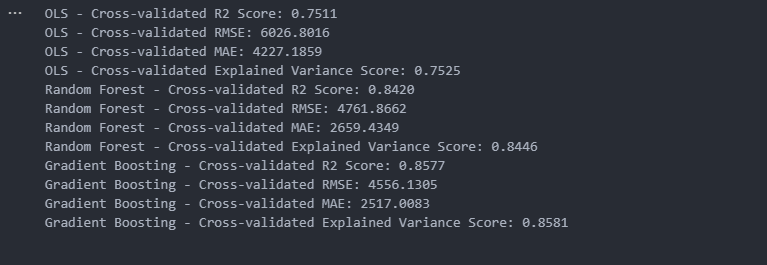 OLS - Cross-validated R2 Score: 0.7511
OLS - Cross-validated RMSE: 6026.8016
OLS - Cross-validated MAE: 4227.1859
OLS - Cross-validated Explained Variance Score: 0.7525
Random Forest - Cross-validated R2 Score: 0.8420
Random Forest - Cross-validated RMSE: 4761.8662
Random Forest - Cross-validated MAE: 2659.4349
Random Forest - Cross-validated Explained Variance Score: 0.8446
Gradient Boosting - Cross-validated R2 Score: 0.8577
Gradient Boosting - Cross-validated RMSE: 4556.1305
Gradient Boosting - Cross-validated MAE: 2517.0083
Gradient Boosting - Cross-validated Explained Variance Score: 0.8581